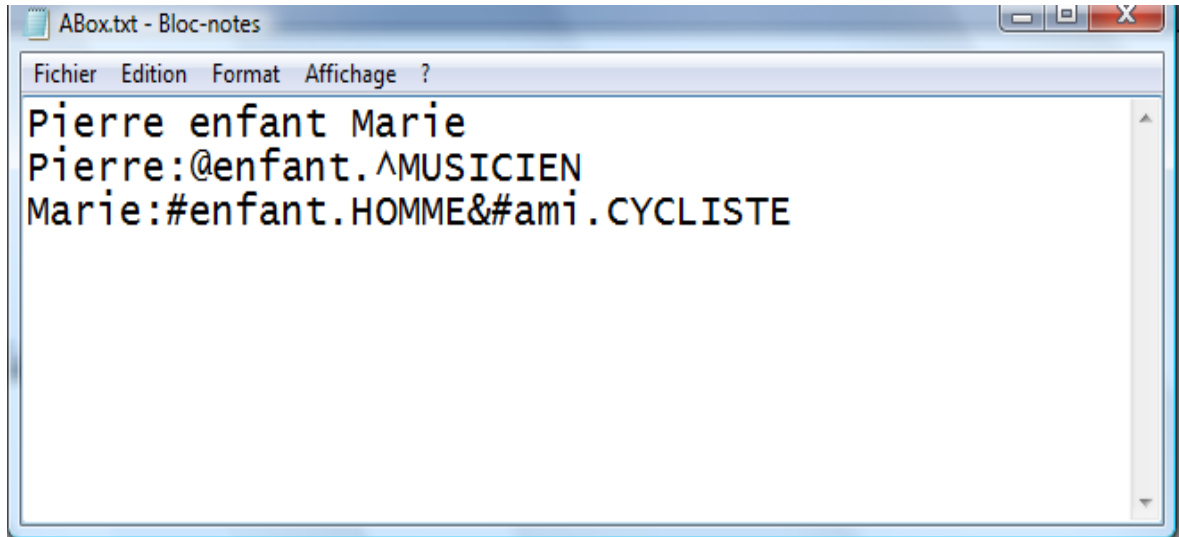 ABox.txt - Bloc-notes
Fichier Edition Format Affichage ?
Pierre enfant Marie
Pierre:@enfant.^MUSICIEN
Marie:#enfant.HOMME&#ami.CYCLISTE